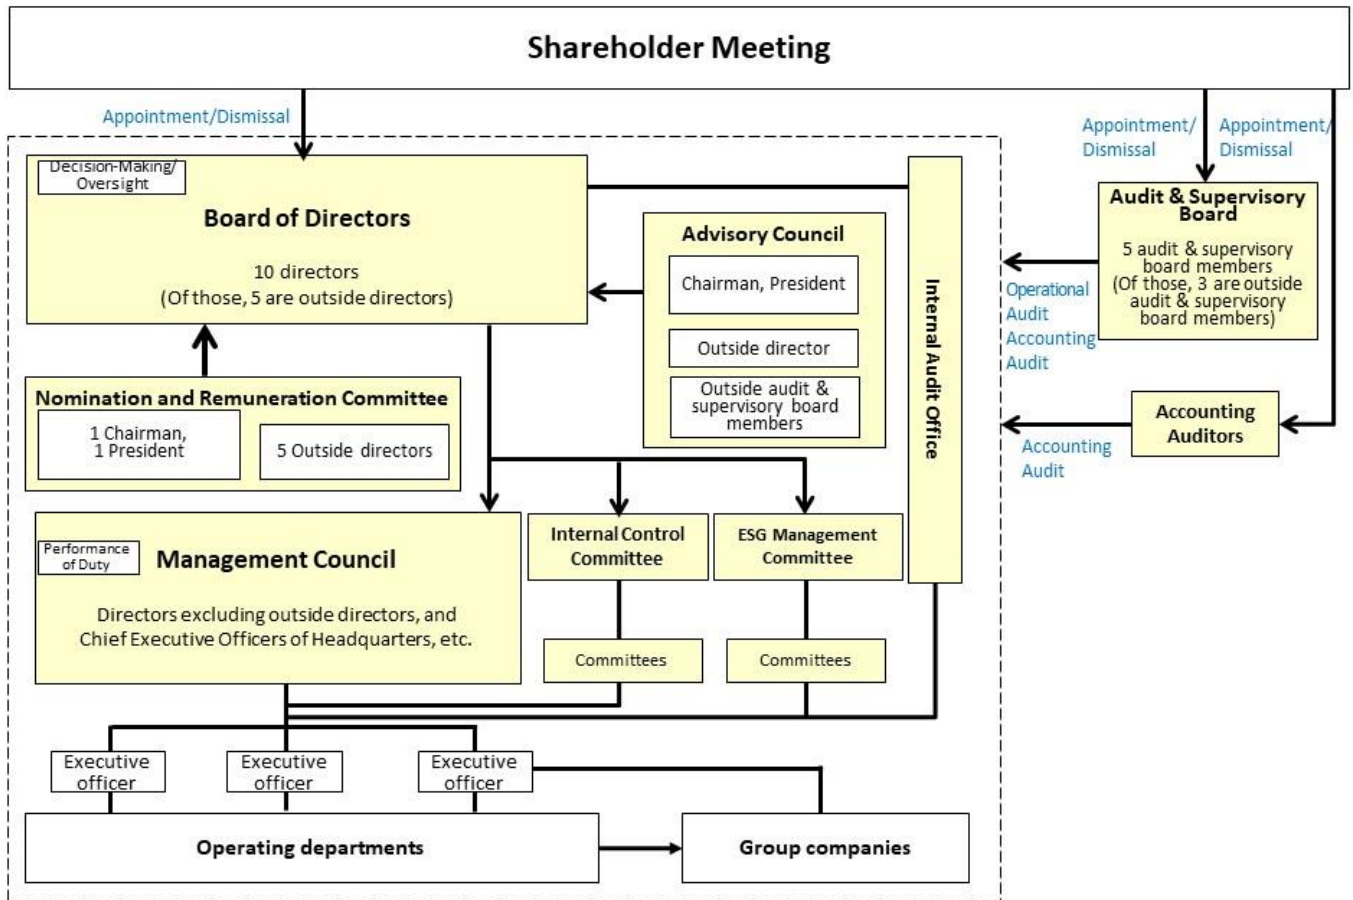 Shareholder Meeting
Appointment/Dismissal
Appointment/
Dismissal
Appointment/
Dismissal
Decision-Making/
Oversight
Board of Directors
10 directors
(Of those, 5 are outside directors)
Advisory Council
Chairman, President
Outside director
Outside audit &
supervisory board
members
Internal Audit Office
Audit & Supervisory
Board
5 audit & supervisory
board members
(Of those, 3 are outside
audit & supervisory
board members)
Operational
Audit
Accounting
Audit
Nomination and Remuneration Committee
1 Chairman,
1 President
5 Outside directors
Accounting
Auditors
Accounting
Audit
Performance
of Duty
Management Council
Directors excluding outside directors, and
Chief Executive Officers of Headquarters, etc.
Internal Control
Committee
ESG Management
Committee
Committees
Committees
Executive
officer
Executive
officer
Executive
officer
Operating departments
Group companies